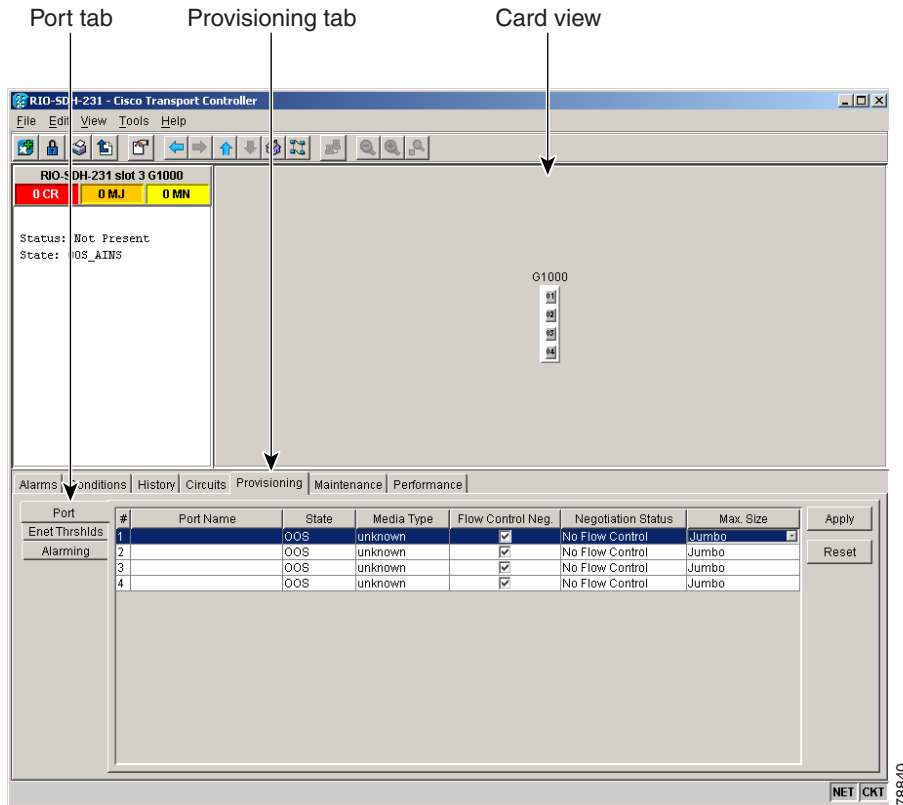 Port tab Provisioning tab Card view
RIO-SDH-231 - Cisco Transport Controller
File Edit View Tools Help
RIO-SDH-231 slot 3 G1000
0 CR 0 MJ 0 MN
Status: Not Present
State: OOS_AINS
G1000
01
02
03
04
Alarms Conditions History Circuits Provisioning Maintenance Performance
Port
Enet Thrshlds
Alarming
# Port Name State Media Type Flow Control Neg. Negotiation Status Max. Size
1 OOS unknown No Flow Control Jumbo
2 OOS unknown No Flow Control Jumbo
3 OOS unknown No Flow Control Jumbo
4 OOS unknown No Flow Control Jumbo
Apply
Reset
NET CKT
78840